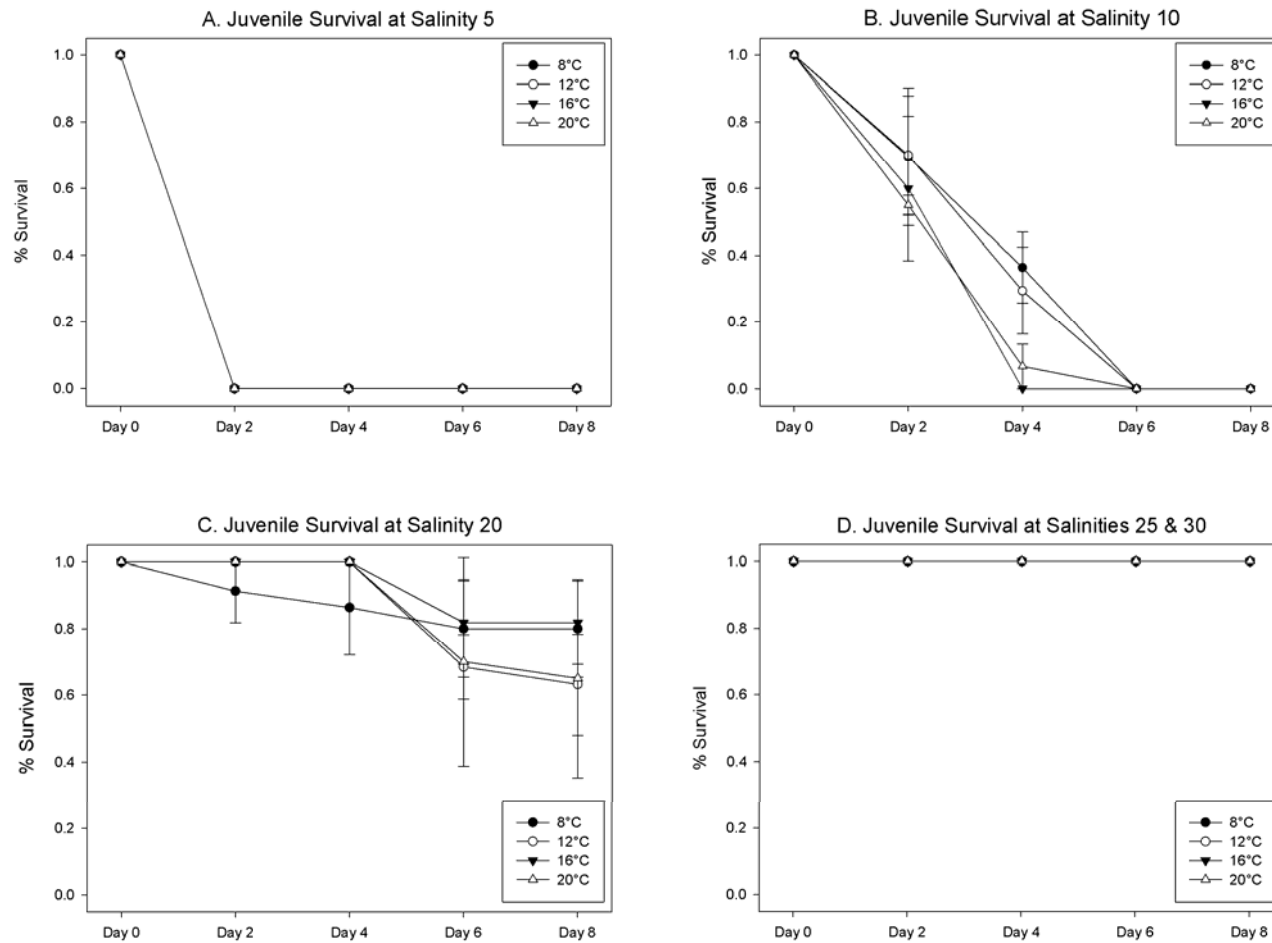 A. Juvenile Survival at Salinity 5
% Survival
1.0
0.8
0.6
0.4
0.2
0.0
8°C
12°C
16°C
20°C
Day 0 Day 2 Day 4 Day 6 Day 8
B. Juvenile Survival at Salinity 10
% Survival
1.0
0.8
0.6
0.4
0.2
0.0
8°C
12°C
16°C
20°C
Day 0 Day 2 Day 4 Day 6 Day 8
C. Juvenile Survival at Salinity 20
% Survival
1.0
0.8
0.6
0.4
0.2
0.0
8°C
12°C
16°C
20°C
Day 0 Day 2 Day 4 Day 6 Day 8
D. Juvenile Survival at Salinities 25 & 30
% Survival
1.0
0.8
0.6
0.4
0.2
0.0
8°C
12°C
16°C
20°C
Day 0 Day 2 Day 4 Day 6 Day 8